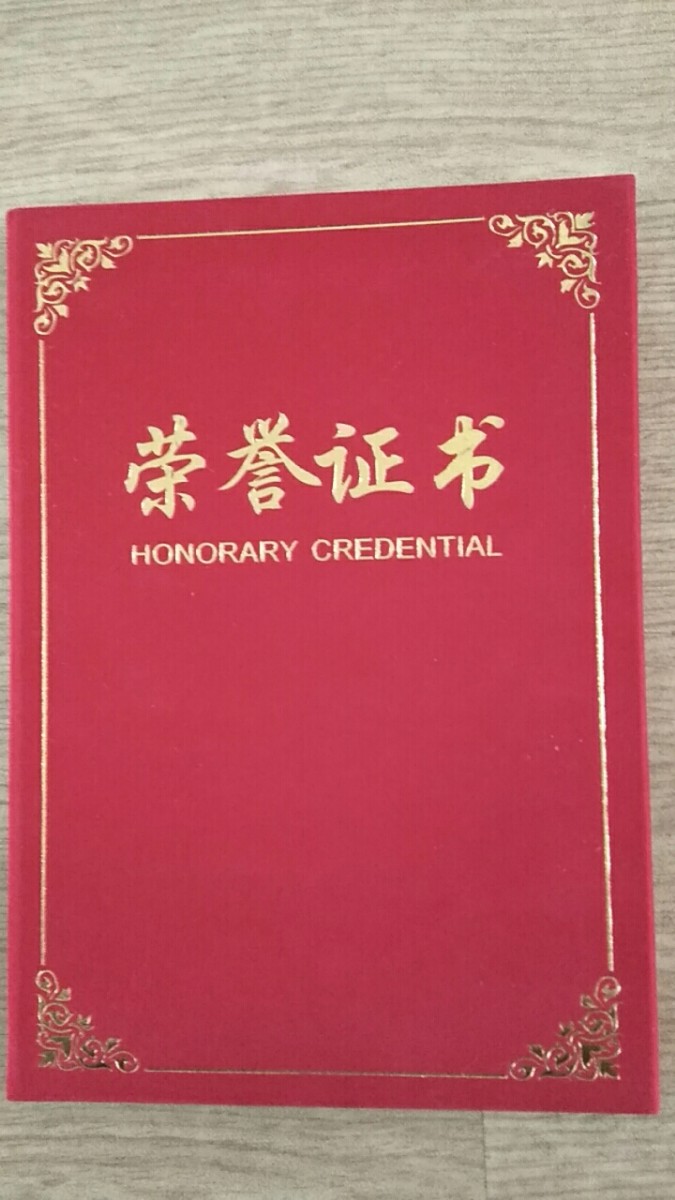 荣誉证书
HONORARY CREDENTIAL